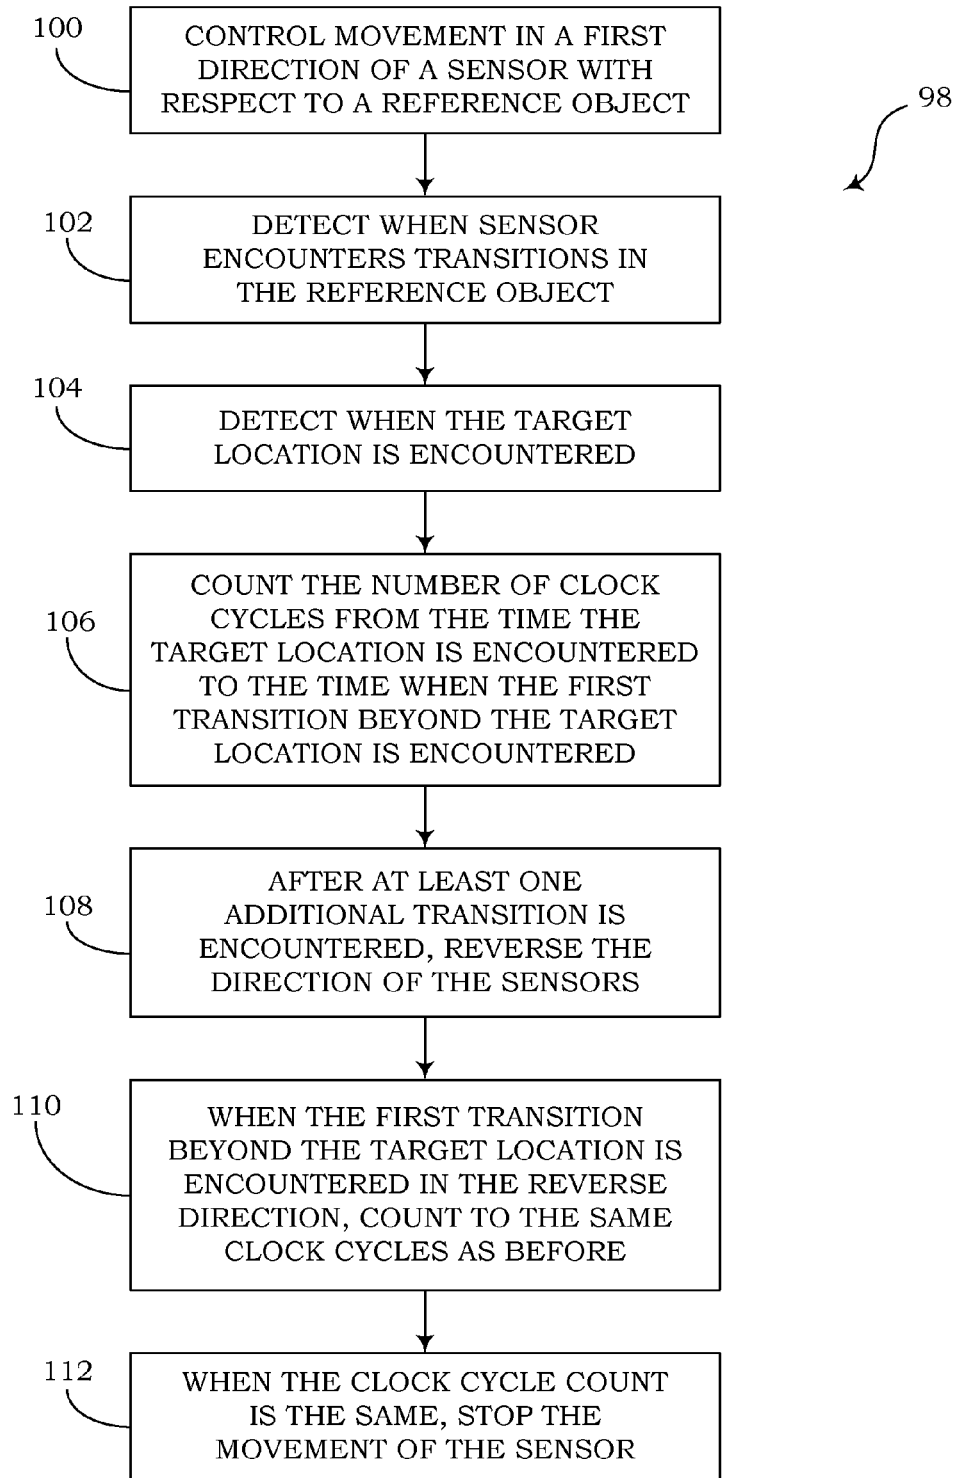 100
CONTROL MOVEMENT IN A FIRST
DIRECTION OF A SENSOR WITH
RESPECT TO A REFERENCE OBJECT
98
102
DETECT WHEN SENSOR
ENCOUNTERS TRANSITIONS IN
THE REFERENCE OBJECT
104
DETECT WHEN THE TARGET
LOCATION IS ENCOUNTERED
106
COUNT THE NUMBER OF CLOCK
CYCLES FROM THE TIME THE
TARGET LOCATION IS ENCOUNTERED
TO THE TIME WHEN THE FIRST
TRANSITION BEYOND THE TARGET
LOCATION IS ENCOUNTERED
108
AFTER AT LEAST ONE
ADDITIONAL TRANSITION IS
ENCOUNTERED, REVERSE THE
DIRECTION OF THE SENSORS
110
WHEN THE FIRST TRANSITION
BEYOND THE TARGET LOCATION IS
ENCOUNTERED IN THE REVERSE
DIRECTION, COUNT TO THE SAME
CLOCK CYCLES AS BEFORE
112
WHEN THE CLOCK CYCLE COUNT
IS THE SAME, STOP THE
MOVEMENT OF THE SENSOR